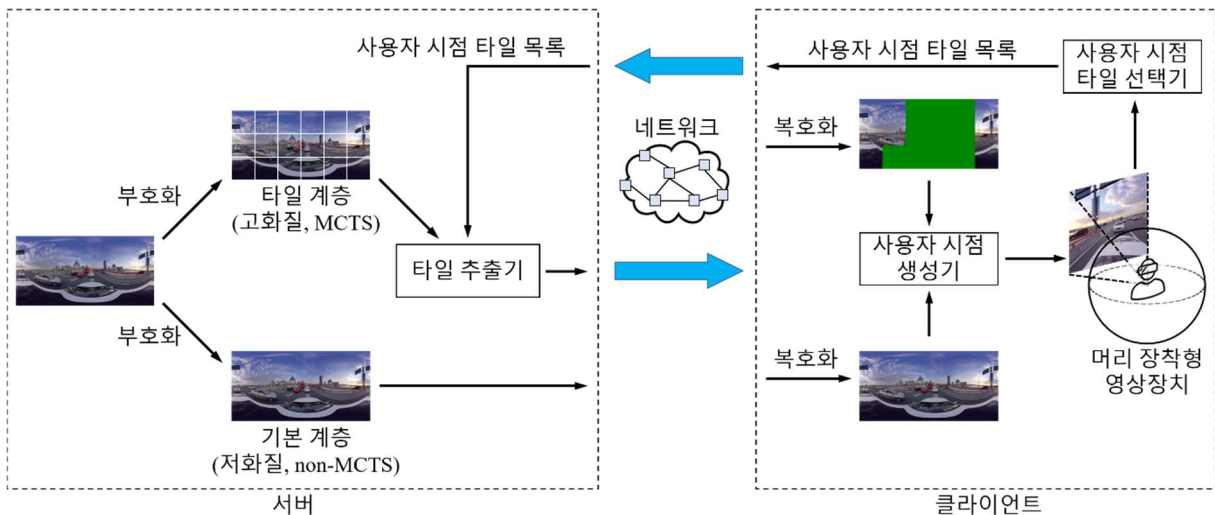 사용자 시점 타일 목록
부호화
타일 계층
(고화질, MCTS)
타일 추출기
부호화
기본 계층
(저화질, non-MCTS)
서버
네트워크
사용자 시점 타일 목록
사용자 시점
타일 선택기
복호화
사용자 시점
생성기
복호화
머리 장착형
영상장치
클라이언트